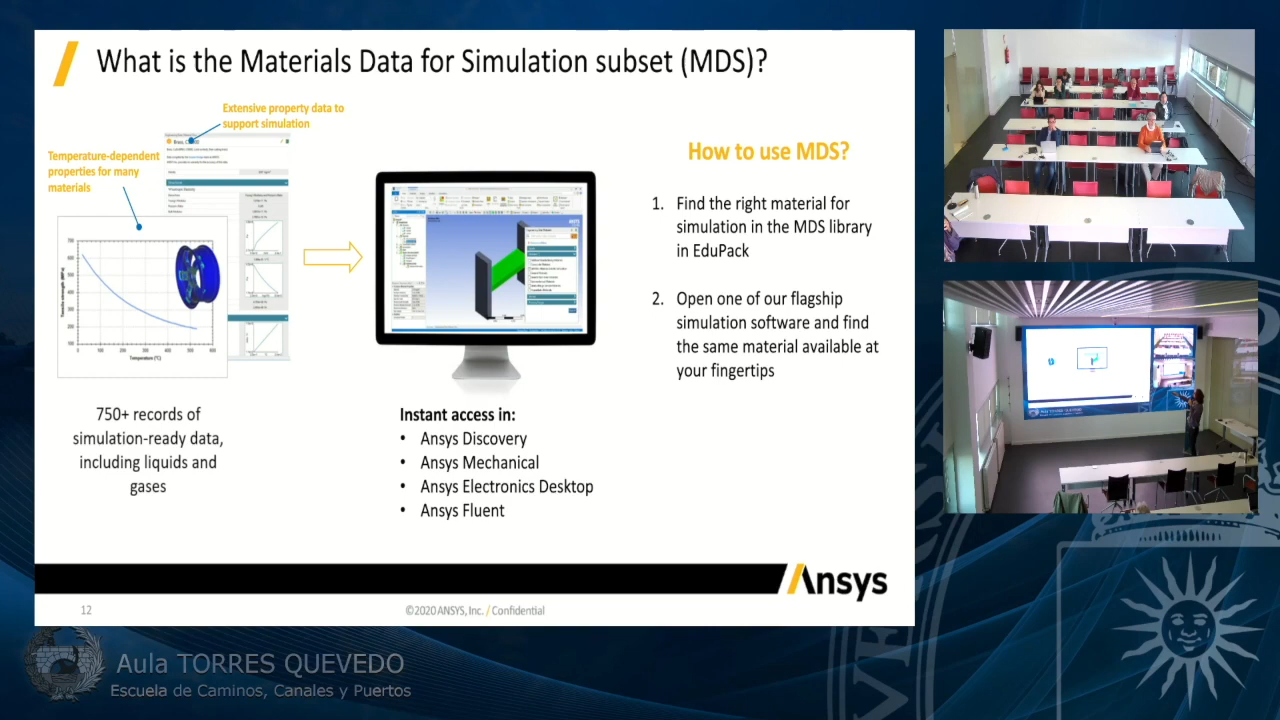 What is the Materials Data for Simulation subset (MDS)?
Extensive property data to
support simulation
Temperature-dependent
properties for many
materials
Temperature (°C)
How to use MDS?
1. Find the right material for
simulation in the MDS library
in EduPack
2. Open one of our flagship
simulation software and find
the same material available at
your fingertips
750+ records of
simulation-ready data,
including liquids and
gases
Instant access in:
• Ansys Discovery
• Ansys Mechanical
• Ansys Electronics Desktop
• Ansys Fluent
Ansys
12
©2020 ANSYS, Inc. / Confidential
Aula TORRES QUEVEDO
Escuela de Caminos, Canales y Puertos